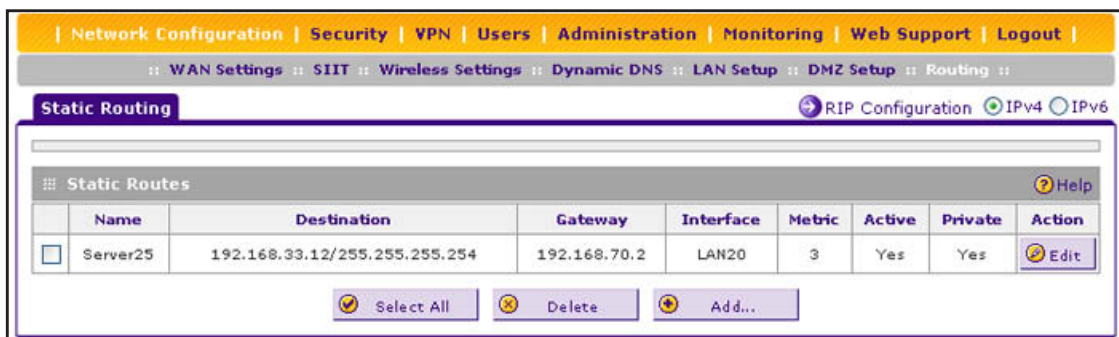 | Network Configuration | Security | VPN | Users | Administration | Monitoring | Web Support | Logout |
:: WAN Settings :: SIIT :: Wireless Settings :: Dynamic DNS :: LAN Setup :: DMZ Setup :: Routing ::
Static Routing RIP Configuration IPv4 IPv6
Static Routes ? Help
Name Destination Gateway Interface Metric Active Private Action
Server25 192.168.33.12/255.255.255.254 192.168.70.2 LAN20 3 Yes Yes Edit
Select All Delete Add...